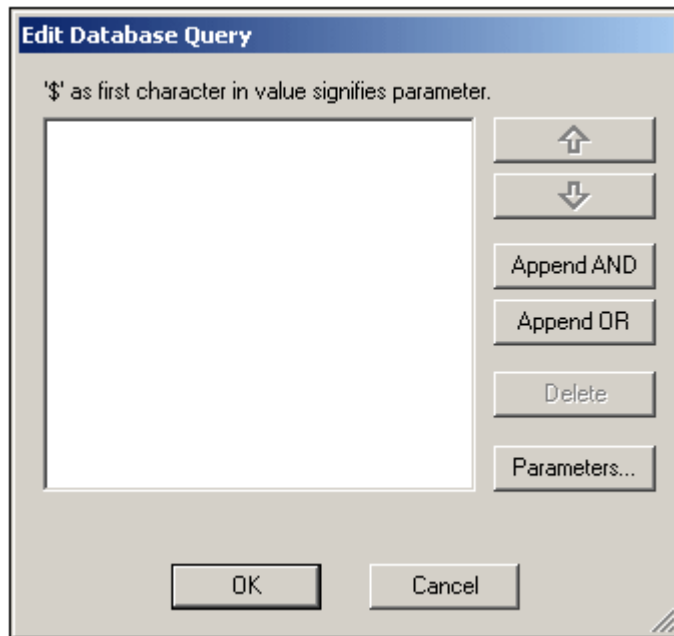 Edit Database Query
'$' as first character in value signifies parameter.
Append AND
Append OR
Delete
Parameters...
OK
Cancel